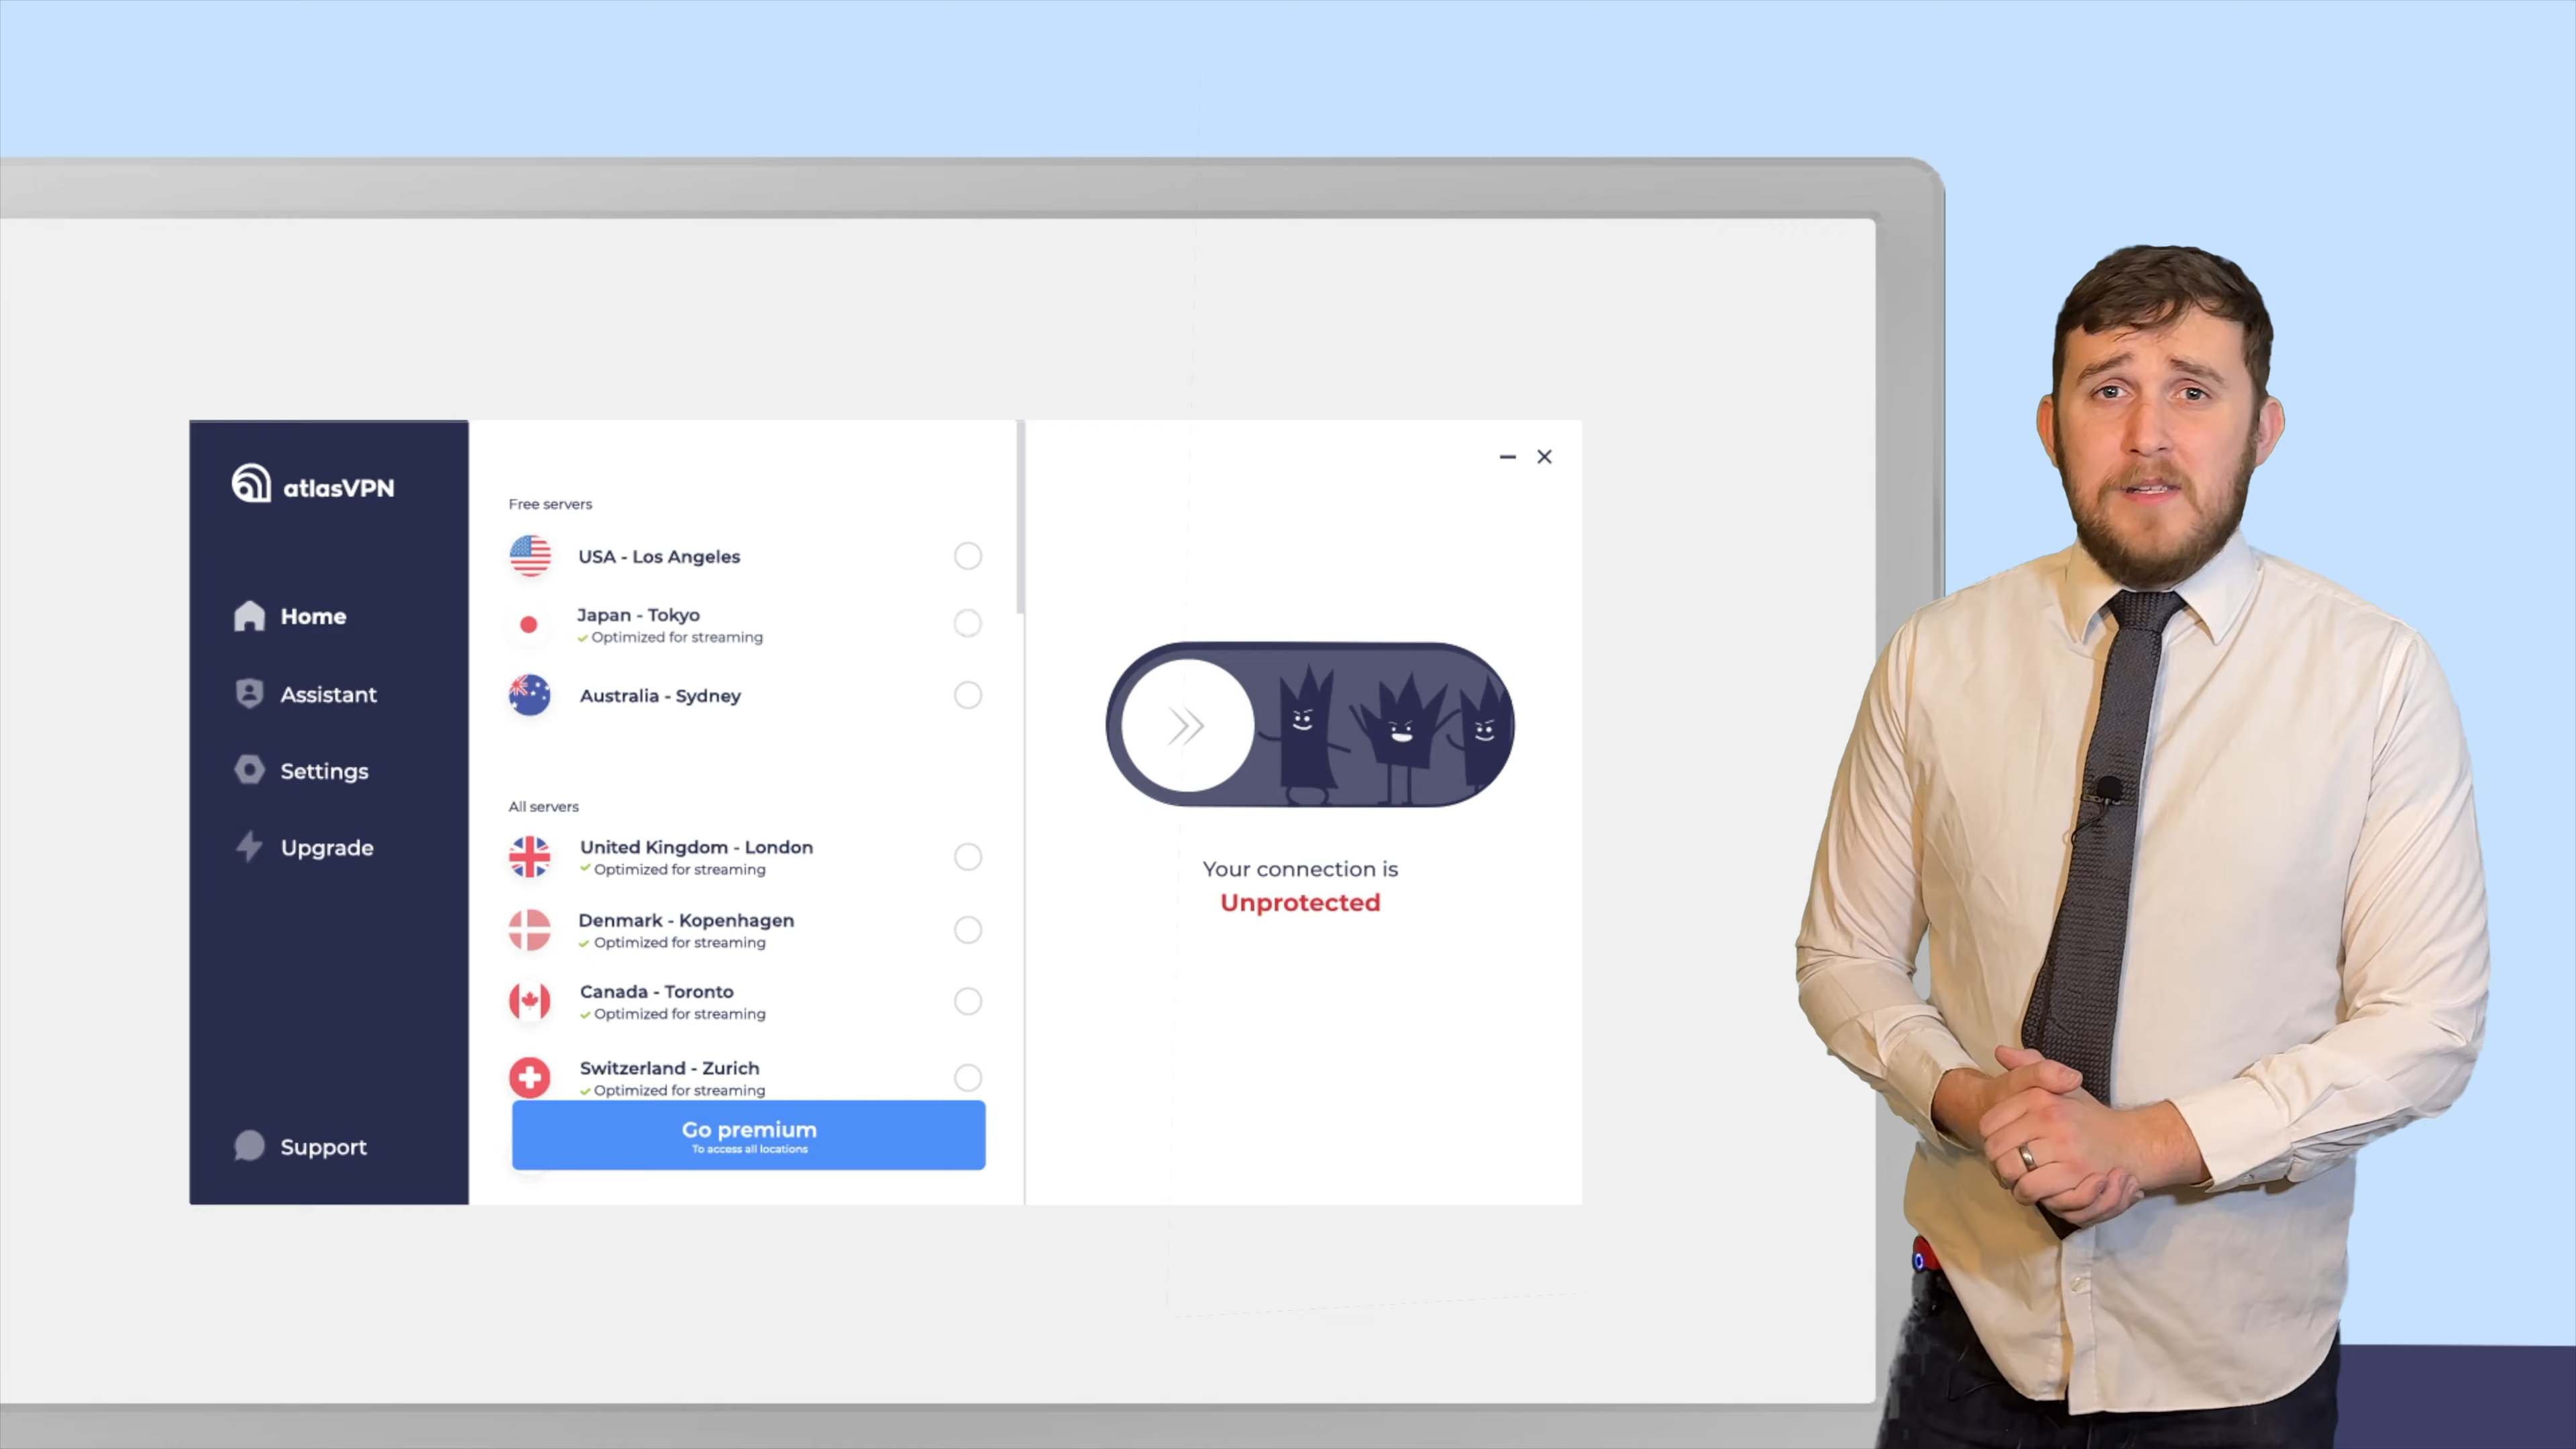 atlasVPN
Home
Assistant
Settings
Upgrade
Support
Free servers
USA - Los Angeles
Japan - Tokyo
Optimized for streaming
Australia - Sydney
All servers
United Kingdom - London
Optimized for streaming
Denmark - Kopenhagen
Optimized for streaming
Canada - Toronto
Optimized for streaming
Switzerland - Zurich
Optimized for streaming
Go premium
To access all locations
Your connection is
Unprotected